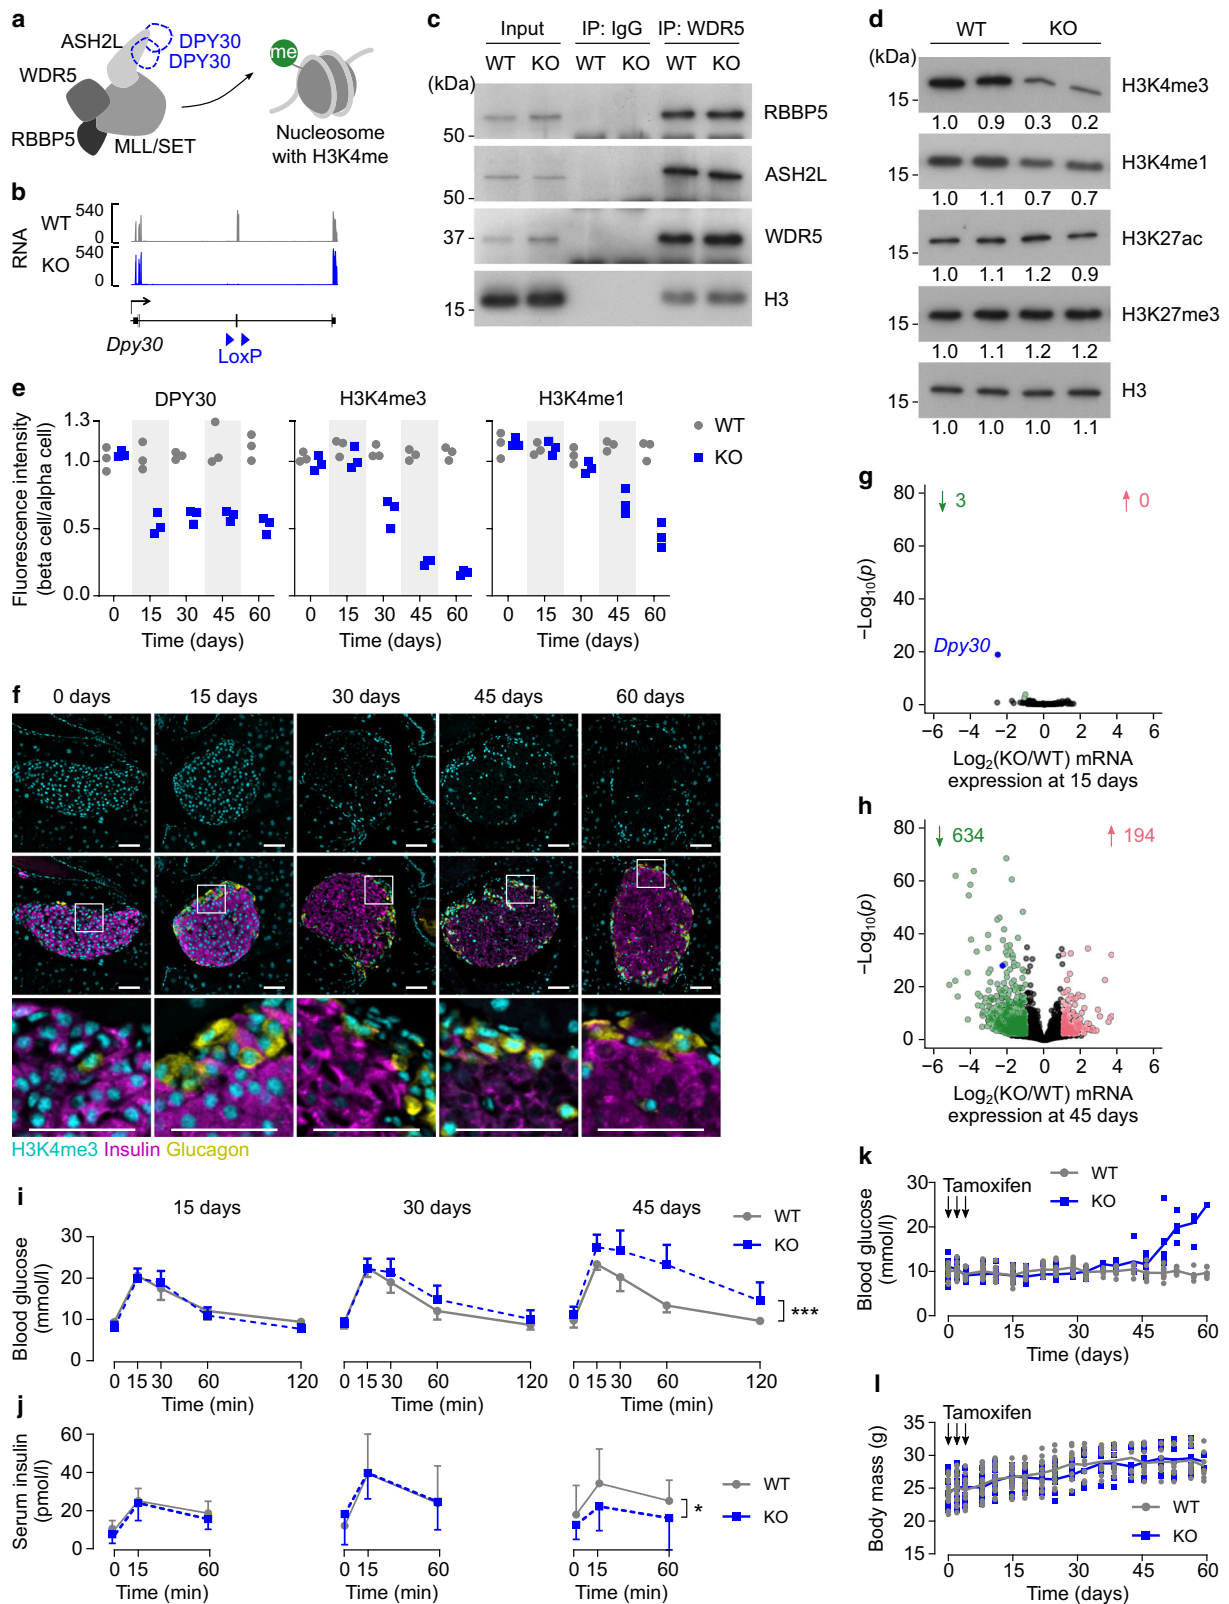 a
ASH2L
DPY30
DPY30
WDR5
RBBP5
MLL/SET
me
Nucleosome
with H3K4me
b
RNA
WT
540
0
KO
540
0
Dpy30
LoxP
c
Input
IP: IgG
IP: WDR5
WT KO WT KO WT KO
(kDa)
50
RBBP5
50
ASH2L
37
WDR5
15
H3
d
WT
KO
(kDa)
15
H3K4me3
1.0 0.9 0.3 0.2
15
H3K4me1
1.0 1.1 0.7 0.7
15
H3K27ac
1.0 1.1 1.2 0.9
15
H3K27me3
1.0 1.1 1.2 1.2
15
H3
1.0 1.0 1.0 1.1
e
DPY30
H3K4me3
H3K4me1
WT
KO
Fluorescence intensity
(beta cell/alpha cell)
1.3
1.0
0.5
0.0
0 15 30 45 60
0 15 30 45 60
0 15 30 45 60
Time (days)
Time (days)
Time (days)
f
0 days
15 days
30 days
45 days
60 days
H3K4me3 Insulin Glucagon
g
80
60
40
20
0
−Log10(p)
3
0
Dpy30
−6 −4 −2 0 2 4 6
Log2(KO/WT) mRNA
expression at 15 days
h
80
60
40
20
0
−Log10(p)
634
194
−6 −4 −2 0 2 4 6
Log2(KO/WT) mRNA
expression at 45 days
i
15 days
30 days
45 days
WT
KO
Blood glucose
(mmol/l)
30
20
10
0
***
0 15 30 60 120
0 15 30 60 120
0 15 30 60 120
Time (min)
Time (min)
Time (min)
j
Serum insulin
(pmol/l)
60
40
20
0
WT
KO
*
0 15 60
0 15 60
0 15 60
Time (min)
Time (min)
Time (min)
k
WT
KO
Tamoxifen
Blood glucose
(mmol/l)
30
20
10
0
0 15 30 45 60
Time (days)
l
Tamoxifen
Body mass (g)
35
30
25
20
15
WT
KO
0 15 30 45 60
Time (days)